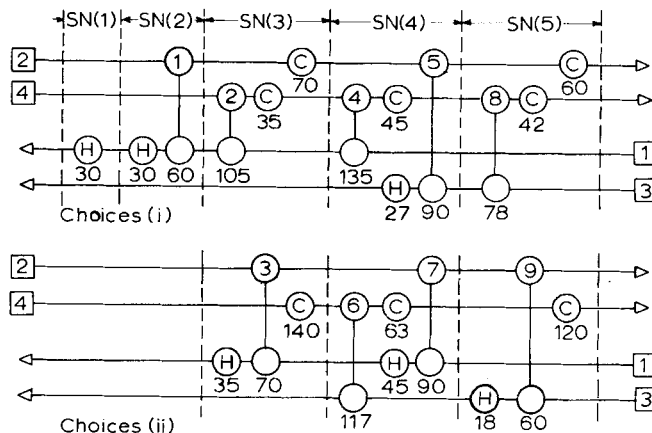 SN(1) SN(2) SN(3) SN(4) SN(5)
2 1 C 5 C
70 60
4 2 C 4 C 8 C
35 45 42
H H 1
30 30 60 105 135
H 3
27 90 78
Choices (i)
2 3 7 9
4 C 6 C C
140 63 120
H H 1
35 70 45 90
H 3
117 18 60
Choices (ii)